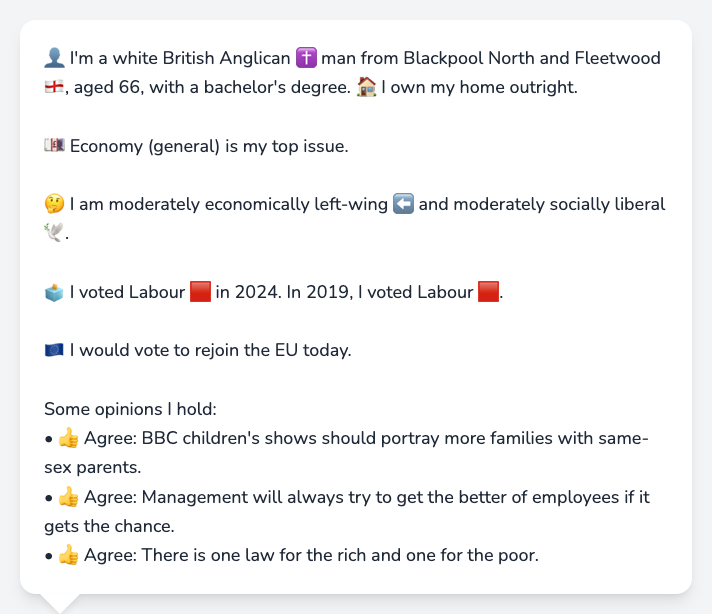 👤 I'm a white British Anglican ✝️ man from Blackpool North and Fleetwood
🏴󠁧󠁢󠁥󠁮󠁧󠁿, aged 66, with a bachelor's degree. 🏠 I own my home outright.
💷 Economy (general) is my top issue.
🤔 I am moderately economically left-wing ⬅️ and moderately socially liberal
🕊️.
🗳️ I voted Labour 🟥 in 2024. In 2019, I voted Labour 🟥.
🇪🇺 I would vote to rejoin the EU today.
Some opinions I hold:
• 👍 Agree: BBC children's shows should portray more families with same-
sex parents.
• 👍 Agree: Management will always try to get the better of employees if it
gets the chance.
• 👍 Agree: There is one law for the rich and one for the poor.